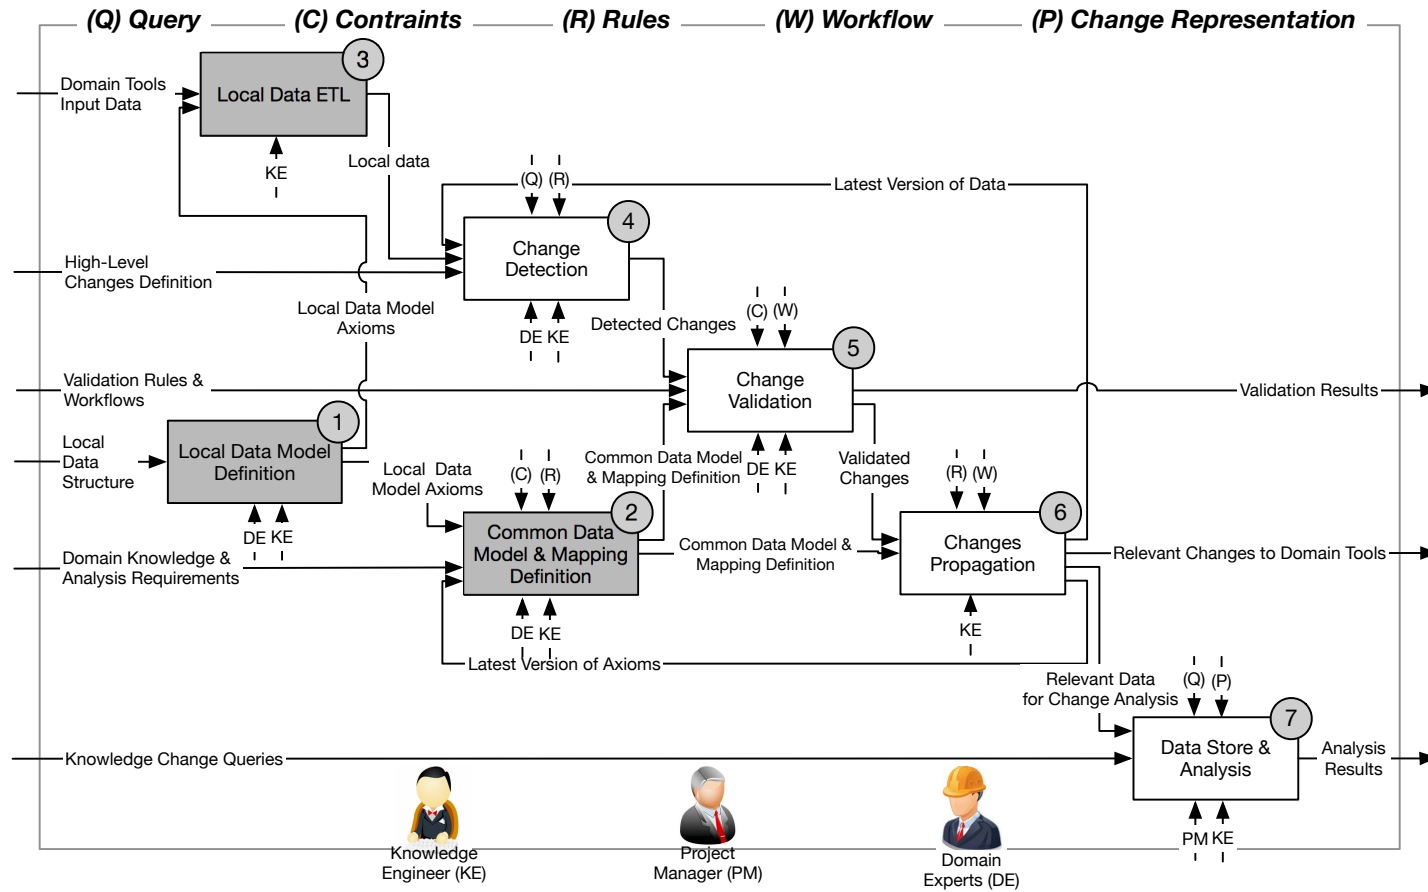 (Q) Query
(C) Contraints
(R) Rules
(W) Workflow
(P) Change Representation
3
Domain Tools
Input Data
Local Data ETL
KE
Local data
(Q)
(R)
Latest Version of Data
4
Change
Detection
High-Level
Changes Definition
DE
KE
Local Data Model
Axioms
Detected Changes
(C)
(W)
5
Change
Validation
Validation Rules &
Workflows
Validation Results
DE
KE
1
Local Data Model
Definition
Local
Data
Structure
DE
KE
Local Data
Model Axioms
Common Data Model
& Mapping Definition
Validated
Changes
(C)
(R)
2
Common Data
Model & Mapping
Definition
Domain Knowledge &
Analysis Requirements
DE
KE
Common Data Model &
Mapping Definition
(R)
(W)
6
Changes
Propagation
Relevant Changes to Domain Tools
KE
Latest Version of Axioms
Relevant Data
for Change Analysis
(Q)
(P)
7
Data Store &
Analysis
Knowledge Change Queries
Analysis
Results
PM
KE
Knowledge
Engineer (KE)
Project
Manager (PM)
Domain
Experts (DE)